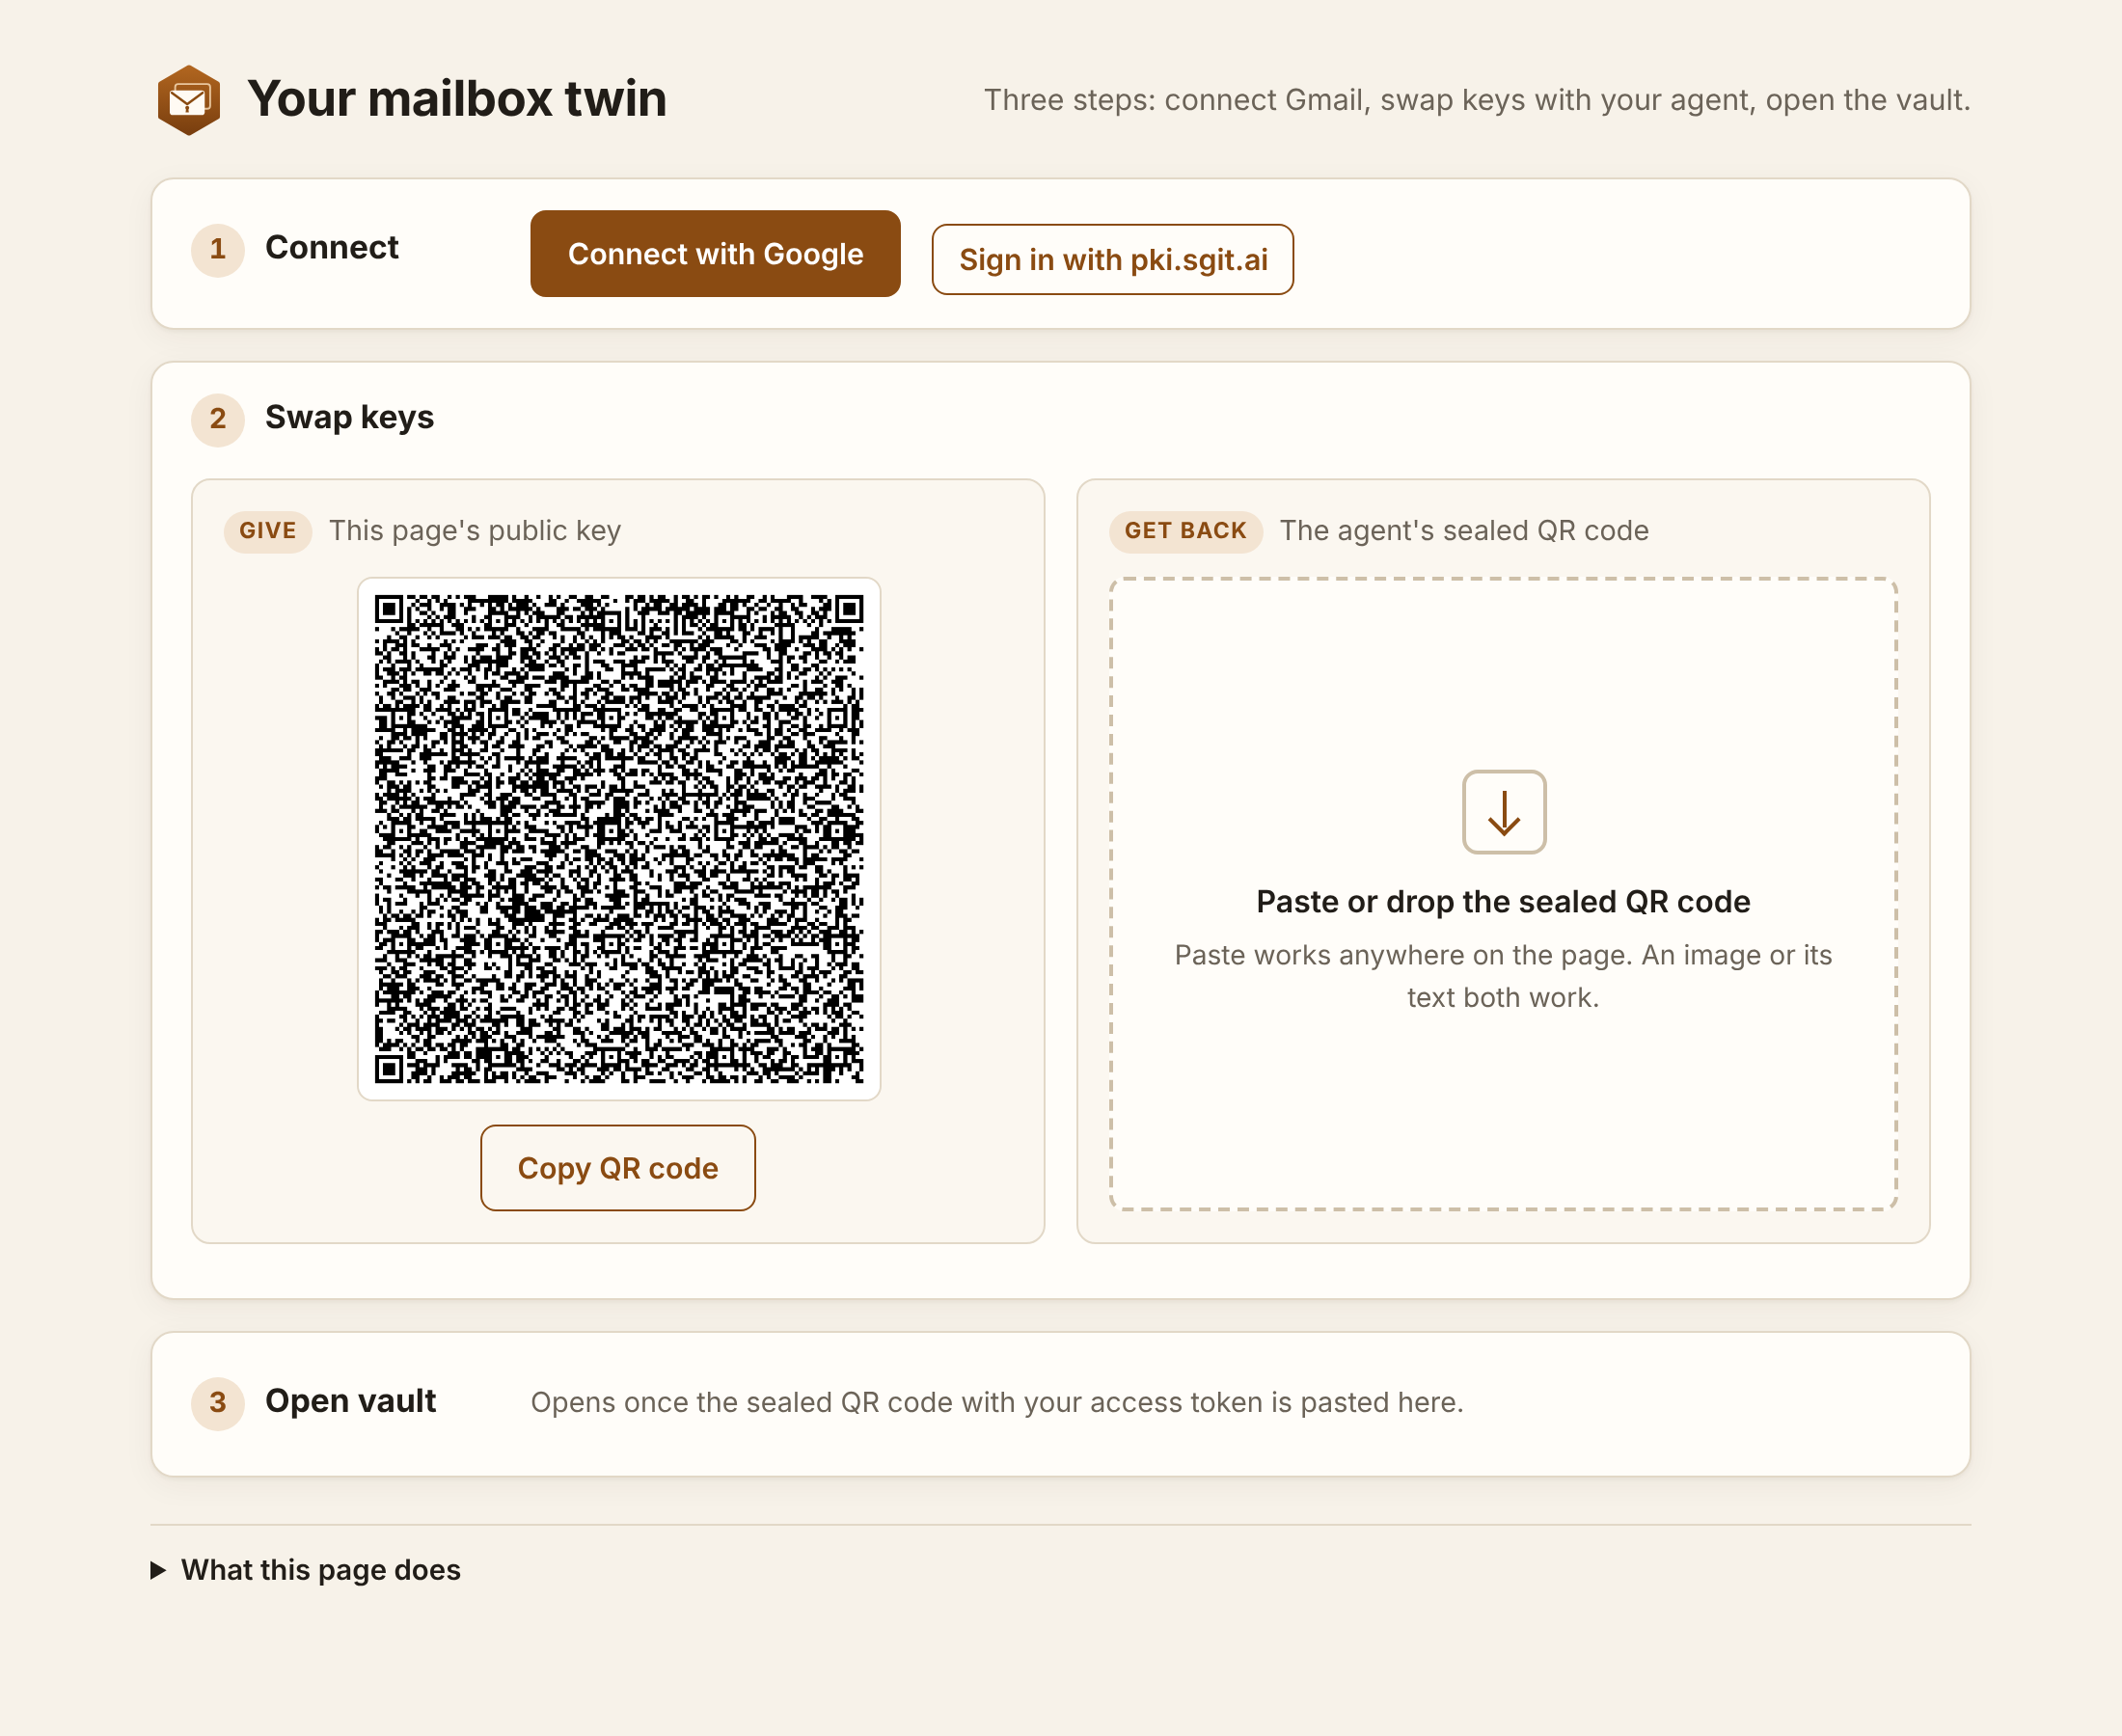 Your mailbox twin
Three steps: connect Gmail, swap keys with your agent, open the vault.
1 Connect
Connect with Google
Sign in with pki.sgit.ai
2 Swap keys
GIVE This page's public key
Copy QR code
GET BACK The agent's sealed QR code
Paste or drop the sealed QR code
Paste works anywhere on the page. An image or its
text both work.
3 Open vault
Opens once the sealed QR code with your access token is pasted here.
What this page does